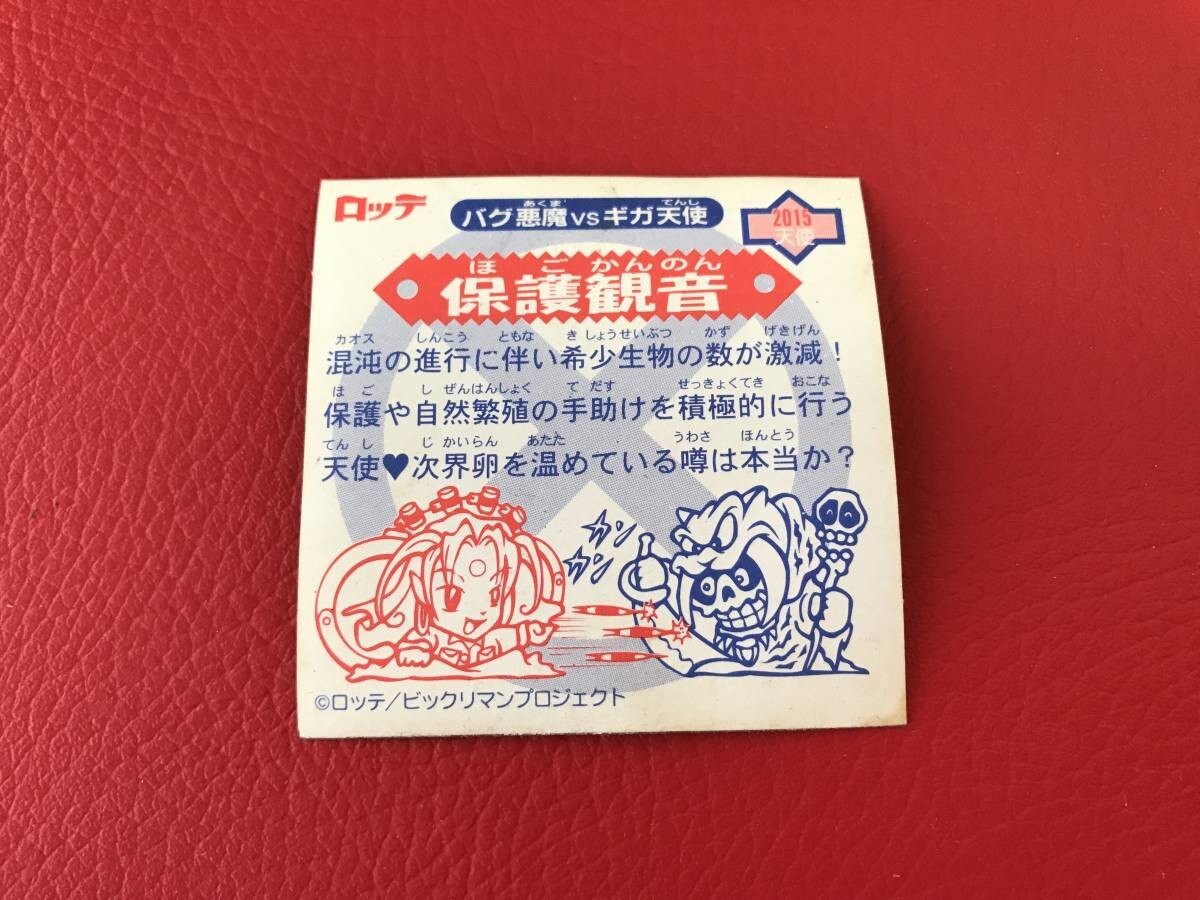 ロッテ
あくま てんし
バグ悪魔vsギガ天使
2015
天使
ほごかんのん
保護観音
カオス しんこう ともな きしょうせいぶつ かず げきげん
混沌の進行に伴い希少生物の数が激減!
ほご しぜんはんしょく てだす せっきょくてき おこな
保護や自然繁殖の手助けを積極的に行う
てんし じかいらん あたた うわさ ほんとう
天使♥次界卵を温めている噂は本当か?
カン
カン
©ロッテ/ビックリマンプロジェクト